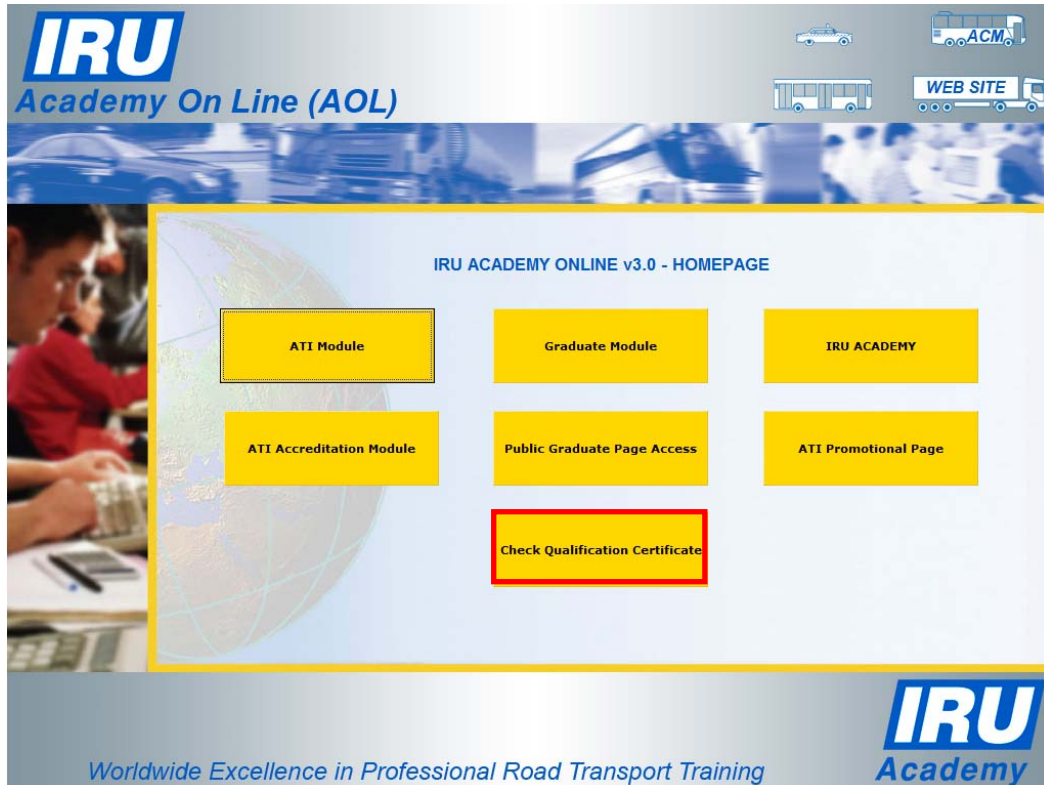 IRU
Academy On Line (AOL)
ACM
WEB SITE
IRU ACADEMY ONLINE v3.0 - HOMEPAGE
ATI Module
Graduate Module
IRU ACADEMY
ATI Accreditation Module
Public Graduate Page Access
ATI Promotional Page
Check Qualification Certificate
Worldwide Excellence in Professional Road Transport Training
IRU
Academy